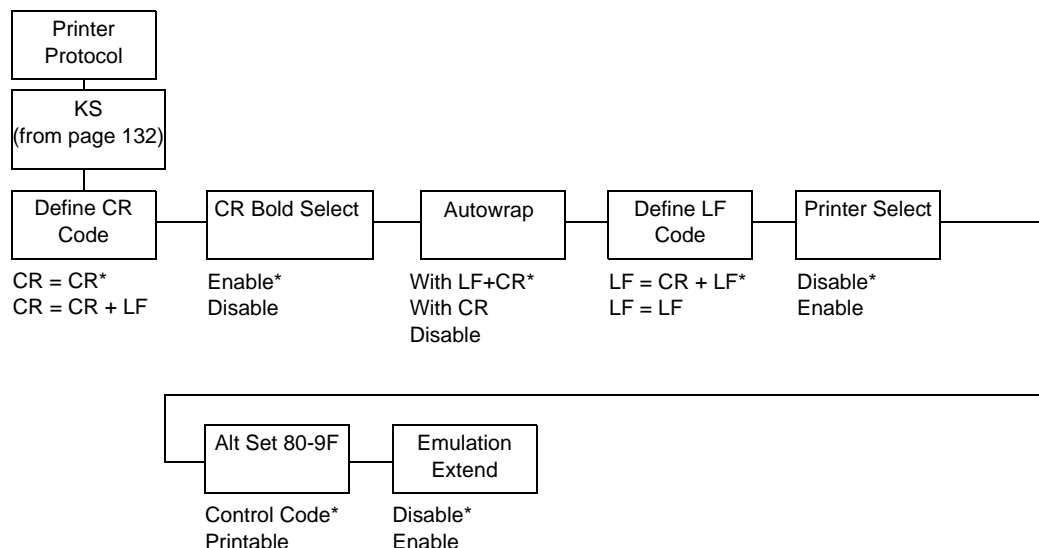 Printer
Protocol
KS
(from page 132)
Define CR
Code
CR = CR*
CR = CR + LF
CR Bold Select
Enable*
Disable
Autowrap
With LF+CR*
With CR
Disable
Define LF
Code
LF = CR + LF*
LF = LF
Printer Select
Disable*
Enable
Alt Set 80-9F
Control Code*
Printable
Emulation
Extend
Disable*
Enable